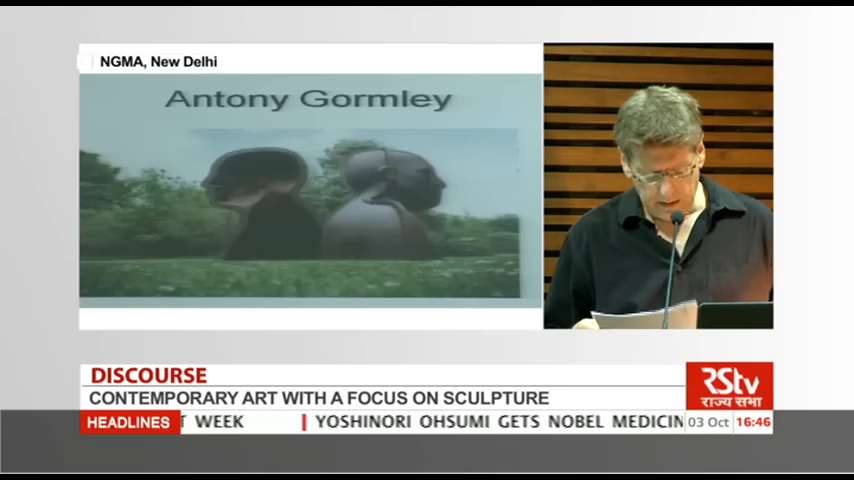 NGMA, New Delhi
Antony Gormley
DISCOURSE
CONTEMPORARY ART WITH A FOCUS ON SCULPTURE
RSTV
राज्य सभा
HEADLINES
T WEEK
YOSHINORI OHSUMI GETS NOBEL MEDICIN
03 Oct
16:46